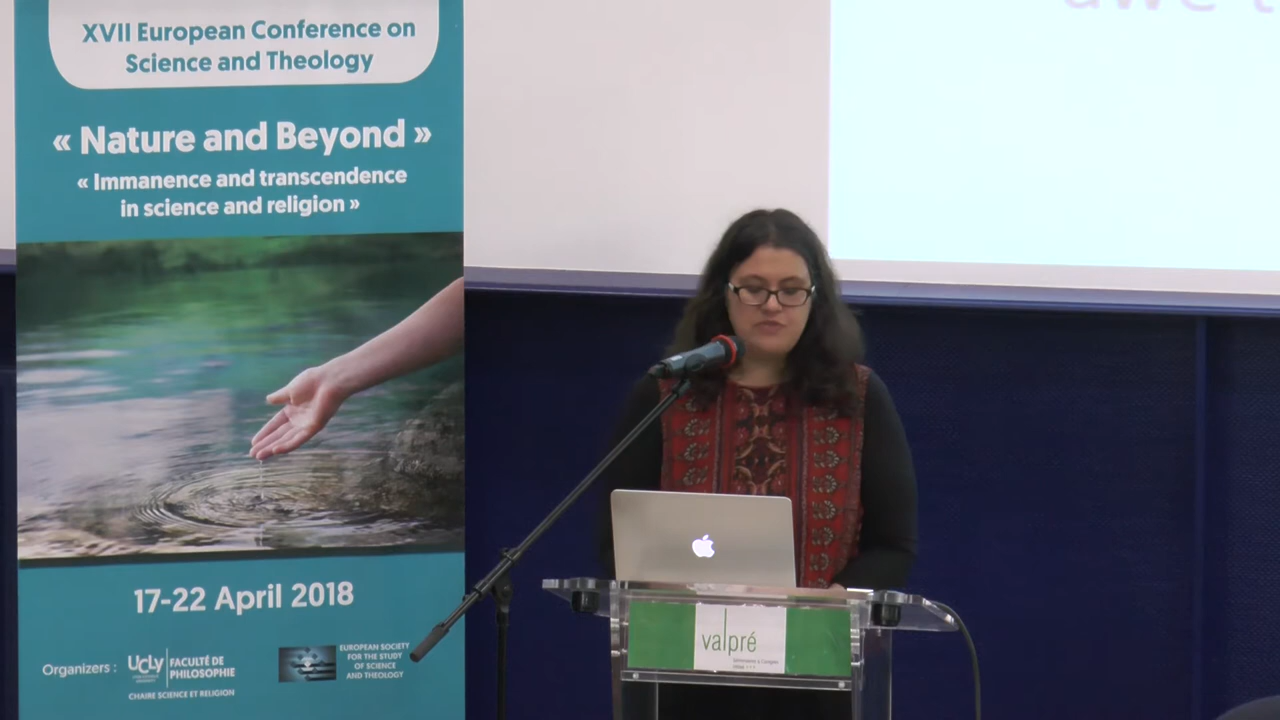 XVII European Conference on
Science and Theology
« Nature and Beyond »
« Immanence and transcendence
in science and religion »
17-22 April 2018
Organizers :
UCLy
FACULTÉ DE
PHILOSOPHIE
CHAIRE SCIENCE ET RELIGION
EUROPEAN SOCIETY
FOR THE STUDY
OF SCIENCE
AND THEOLOGY
valpré